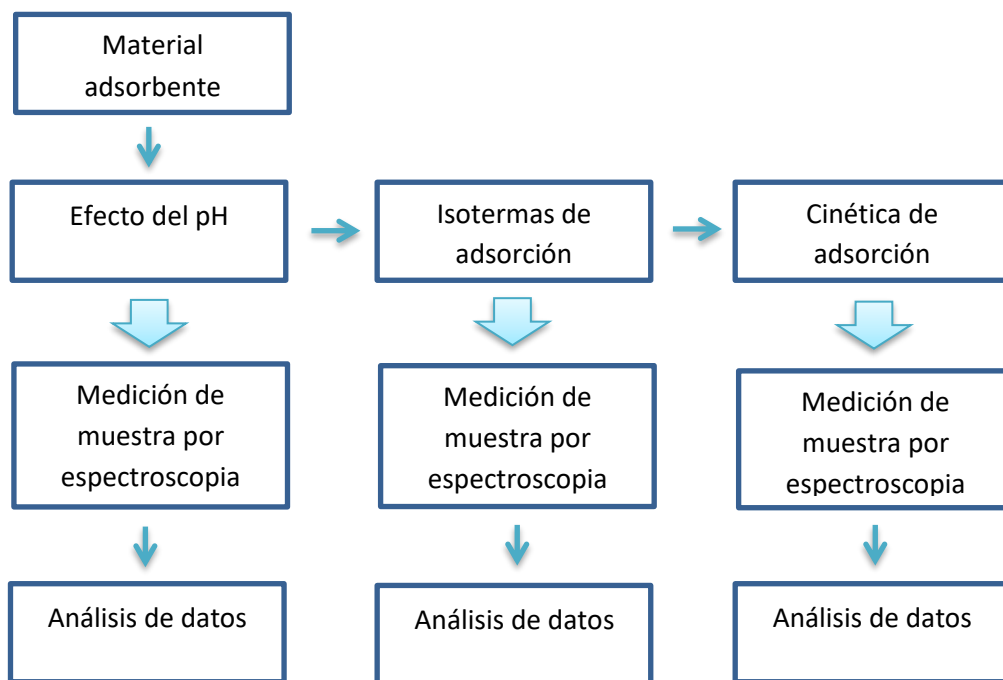 Material
adsorbente
Efecto del pH
Isotermas de
adsorción
Cinética de
adsorción
Medición de
muestra por
espectroscopia
Medición de
muestra por
espectroscopia
Medición de
muestra por
espectroscopia
Análisis de datos
Análisis de datos
Análisis de datos